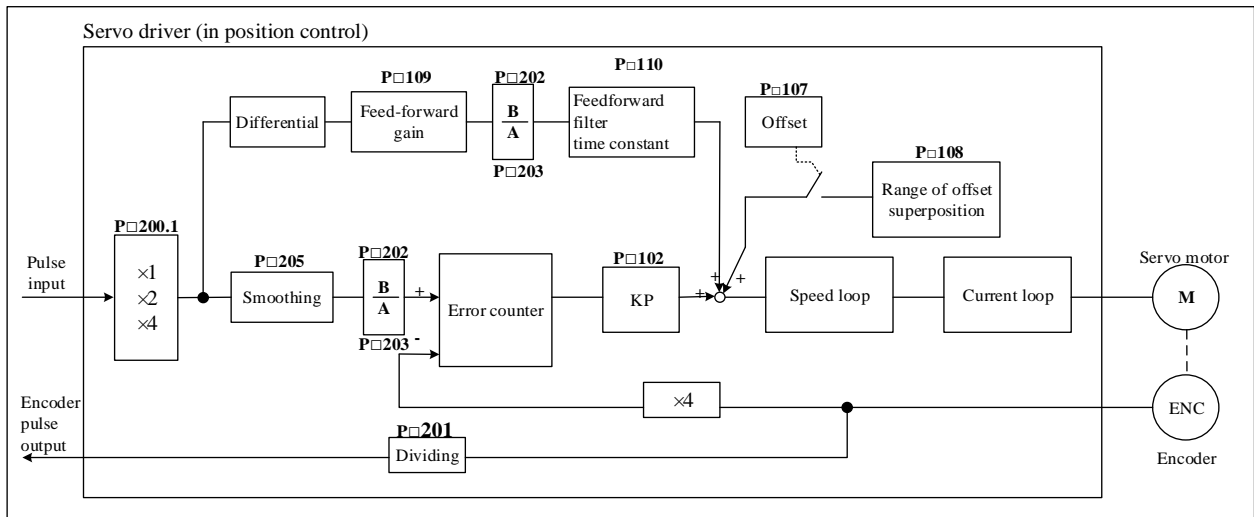 Servo driver (in position control)
P□109
P□202
P□110
P□107
Differential
Feed-forward
gain
B
A
Feedforward
filter
time constant
Offset
P□203
P□108
Range of offset
superposition
P□200.1
Pulse
input
×1
×2
×4
P□205
Smoothing
P□202
B
A
P□203
+
-
Error counter
P□102
KP
+
+
+
Speed loop
Current loop
Servo motor
M
×4
ENC
Encoder
Encoder
pulse
output
P□201
Dividing